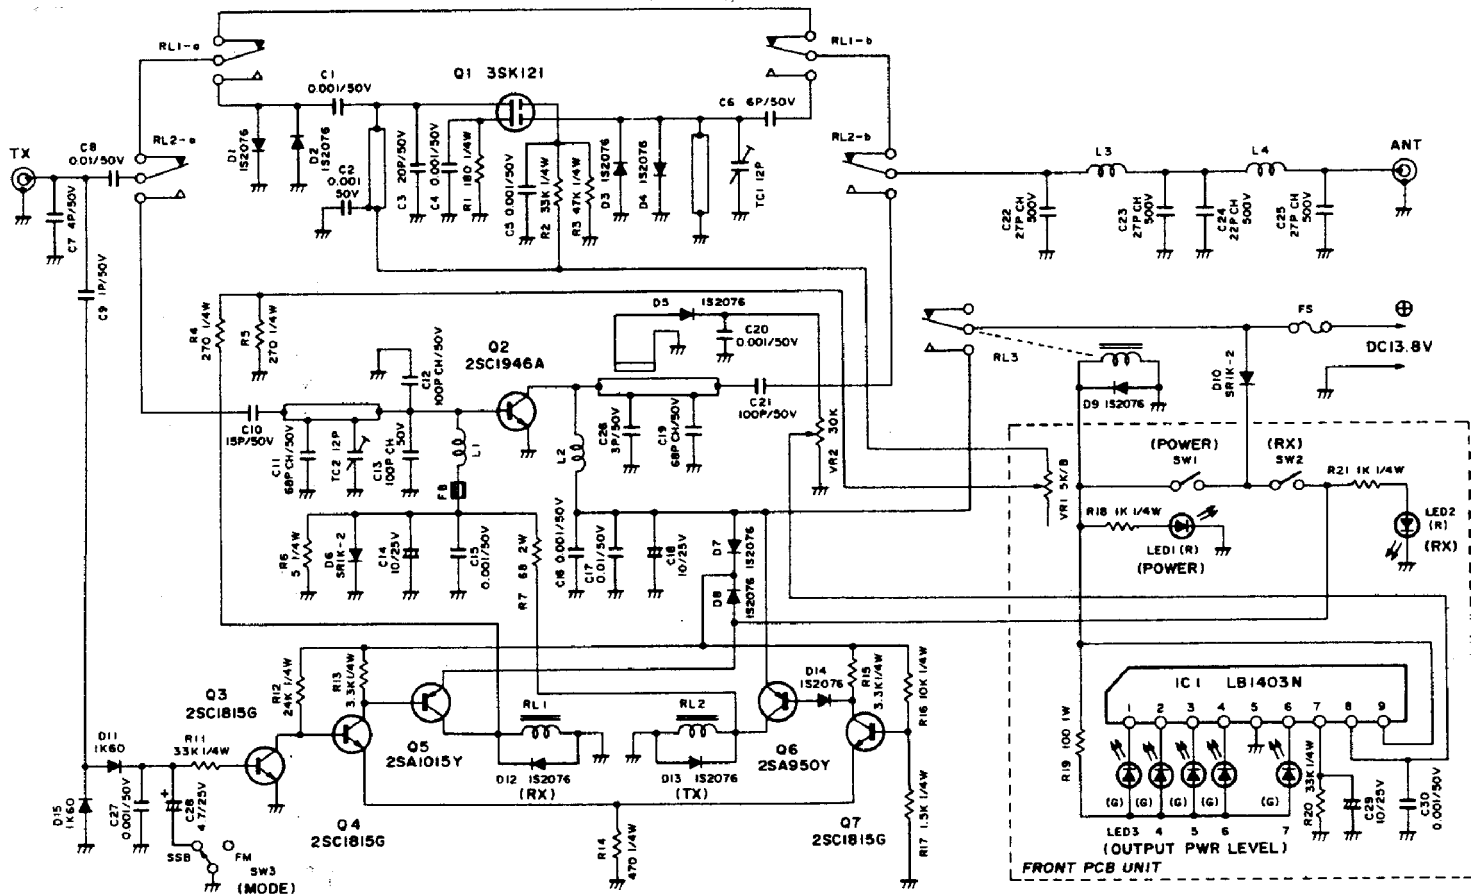 RL1-a
RL1-b
C1
0.001/50V
Q1 3SK121
C6 6P/50V
TX
C8
0.01/50V
RL2-a
RL2-b
D1
1S2076
D2
1S2076
C2
0.001
50V
C3 20P/50V
C4 0.001/50V
R1 180 1/4W
C5 0.001/50V
R2 33K 1/4W
R3 47K 1/4W
D3 1S2076
D4 1S2076
TC1 12P
C7 4P/50V
L3
L4
ANT
C22
27P CH
500V
C23
27P CH
500V
C24
22P CH
500V
C25
27P CH
500V
C9 1P/50V
R4
270 1/4W
R5
270 1/4W
D5 1S2076
C20
0.001/50V
RL3
FS
DC13.8V
D9 1S2076
D10
SR1K-2
Q2
2SC1946A
C12
100P CH/50V
C10
15P/50V
C11
68P CH/50V
TC2 12P
C13
100P CH
50V
L1
FB
L2
C26
3P/50V
C19
68P CH/50V
C21
100P/50V
VR2 30K
R6
5 1/4W
D6
SR1K-2
C14
10/25V
C15
0.001/50V
R7 68 2W
C16 0.001/50V
C17
0.01/50V
C18
10/25V
D7 1S2076
D8 1S2076
VR1 5K/B
(POWER)
SW1
(RX)
SW2
R21 1K 1/4W
R18 1K 1/4W
LED1 (R)
(POWER)
LED2
(R)
(RX)
Q3
2SC1815G
R12
24K 1/4W
R13
3.3K 1/4W
Q5
2SA1015Y
RL1
RL2
D12 1S2076
(RX)
D13 1S2076
(TX)
Q6
2SA950Y
D14
1S2076
R15
3.3K 1/4W
R16 10K 1/4W
D11
1K60
R11
33K 1/4W
D15
1K60
C27
0.001/50V
+
C28
4.7/25V
SSB
FM
SW3
(MODE)
Q4
2SC1815G
R14
470 1/4W
Q7
2SC1815G
R17 1.5K 1/4W
IC1 LB1403N
1 2 3 4 5 6 7 8 9
R19 100 1W
(G) (G) (G) (G) (G)
LED3 4 5 6 7
(OUTPUT PWR LEVEL)
R20 33K 1/4W
C29
10/25V
C30
0.001/50V
FRONT PCB UNIT